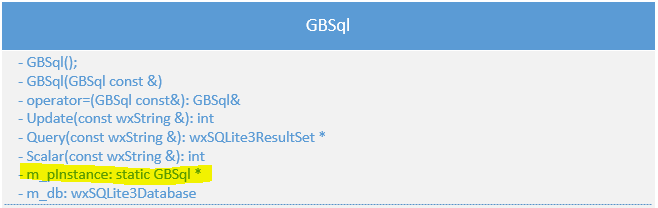 GBSql
- GBSql();
- GBSql(GBSql const &)
- operator=(GBSql const&): GBSql&
- Update(const wxString &): int
- Query(const wxString &): wxSQLite3ResultSet *
- Scalar(const wxString &): int
- m_pInstance: static GBSql *
- m_db: wxSQLite3Database